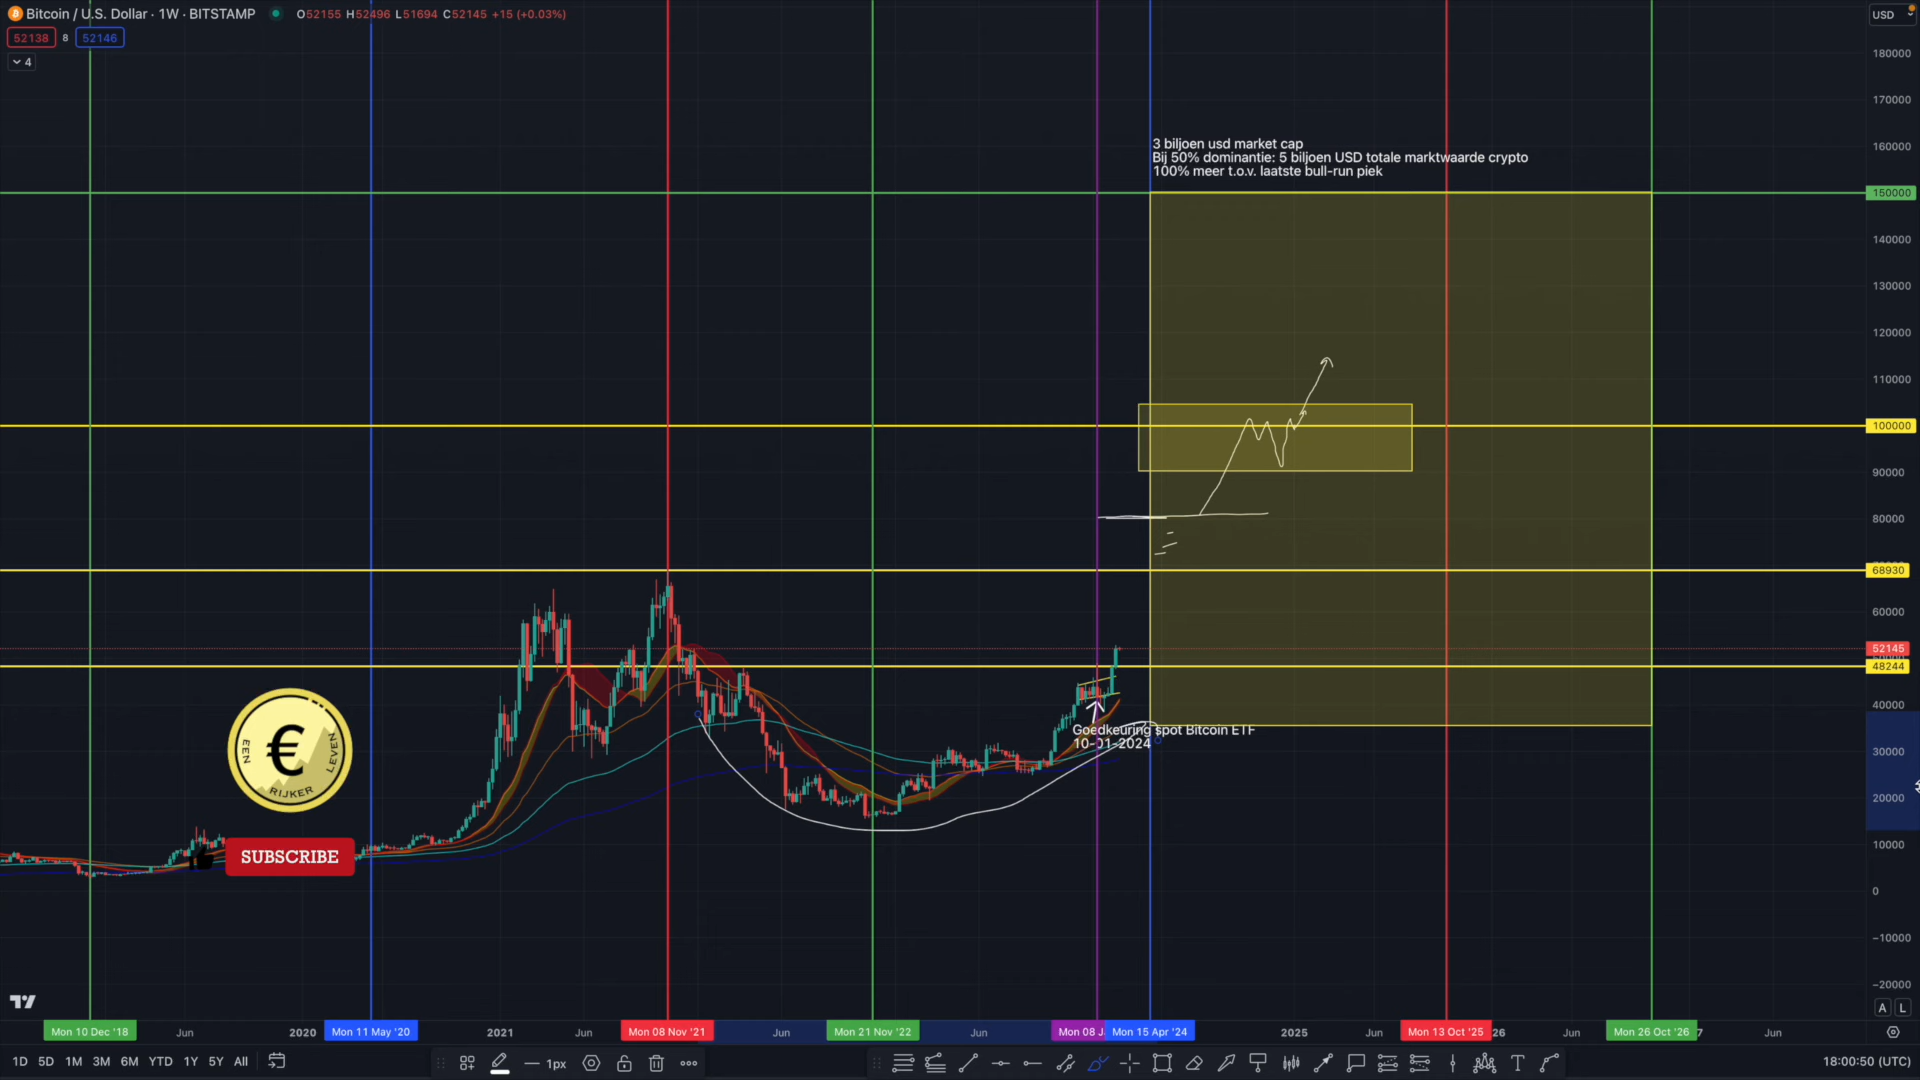 Bitcoin / U.S. Dollar · 1W · BITSTAMP O52155 H52496 L51694 C52145 +15 (+0.03%)
USD
52138 8 52146
4
180000
170000
160000
150000
140000
130000
120000
110000
100000
90000
80000
68930
60000
52145
48244
40000
30000
20000
10000
0
−10000
−20000
3 biljoen usd market cap
Bij 50% dominantie: 5 biljoen USD totale marktwaarde crypto
100% meer t.o.v. laatste bull-run piek
Goedkeuring spot Bitcoin ETF
10-01-2024
EEN RIJKER LEVEN
€
SUBSCRIBE
A L
Mon 10 Dec '18 Jun 2020 Mon 11 May '20 2021 Jun Mon 08 Nov '21 Jun Mon 21 Nov '22 Jun Mon 08 J Mon 15 Apr '24 2025 Jun Mon 13 Oct '25 26 Jun Mon 26 Oct '26 7 Jun
1D 5D 1M 3M 6M YTD 1Y 5Y All 1px 18:00:50 (UTC)